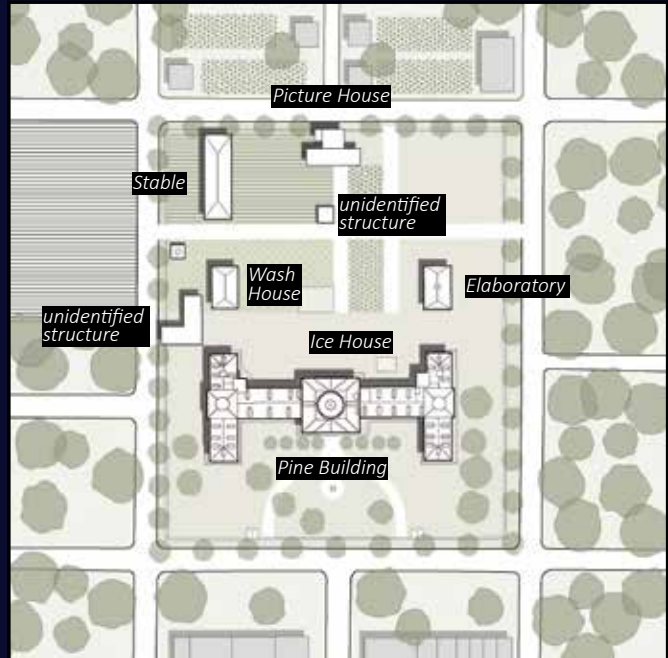 Picture House
Stable
unidentified
structure
Wash
House
Elaboratory
unidentified
structure
Ice House
Pine Building